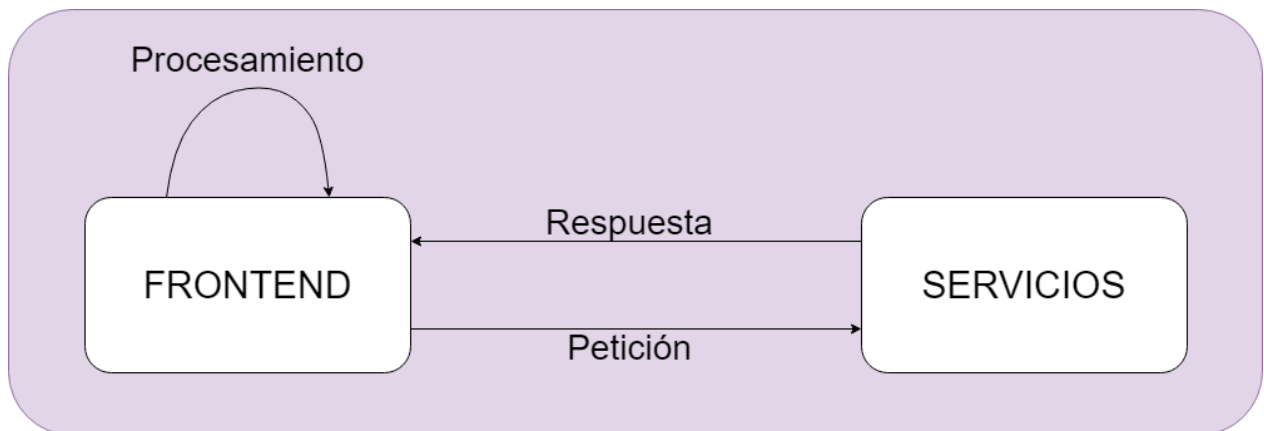 Procesamiento
Respuesta
FRONTEND
SERVICIOS
Petición